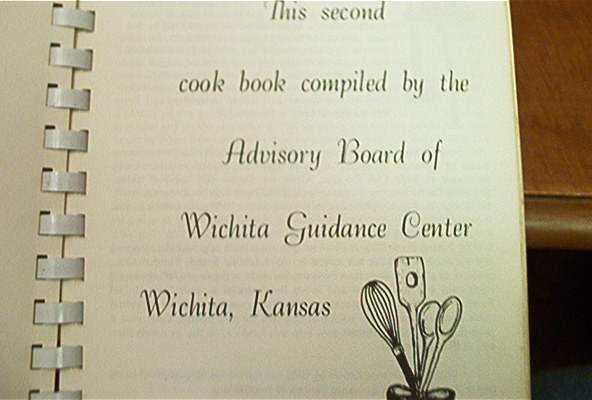 This second
cook book compiled by the
Advisory Board of
Wichita Guidance Center
Wichita, Kansas